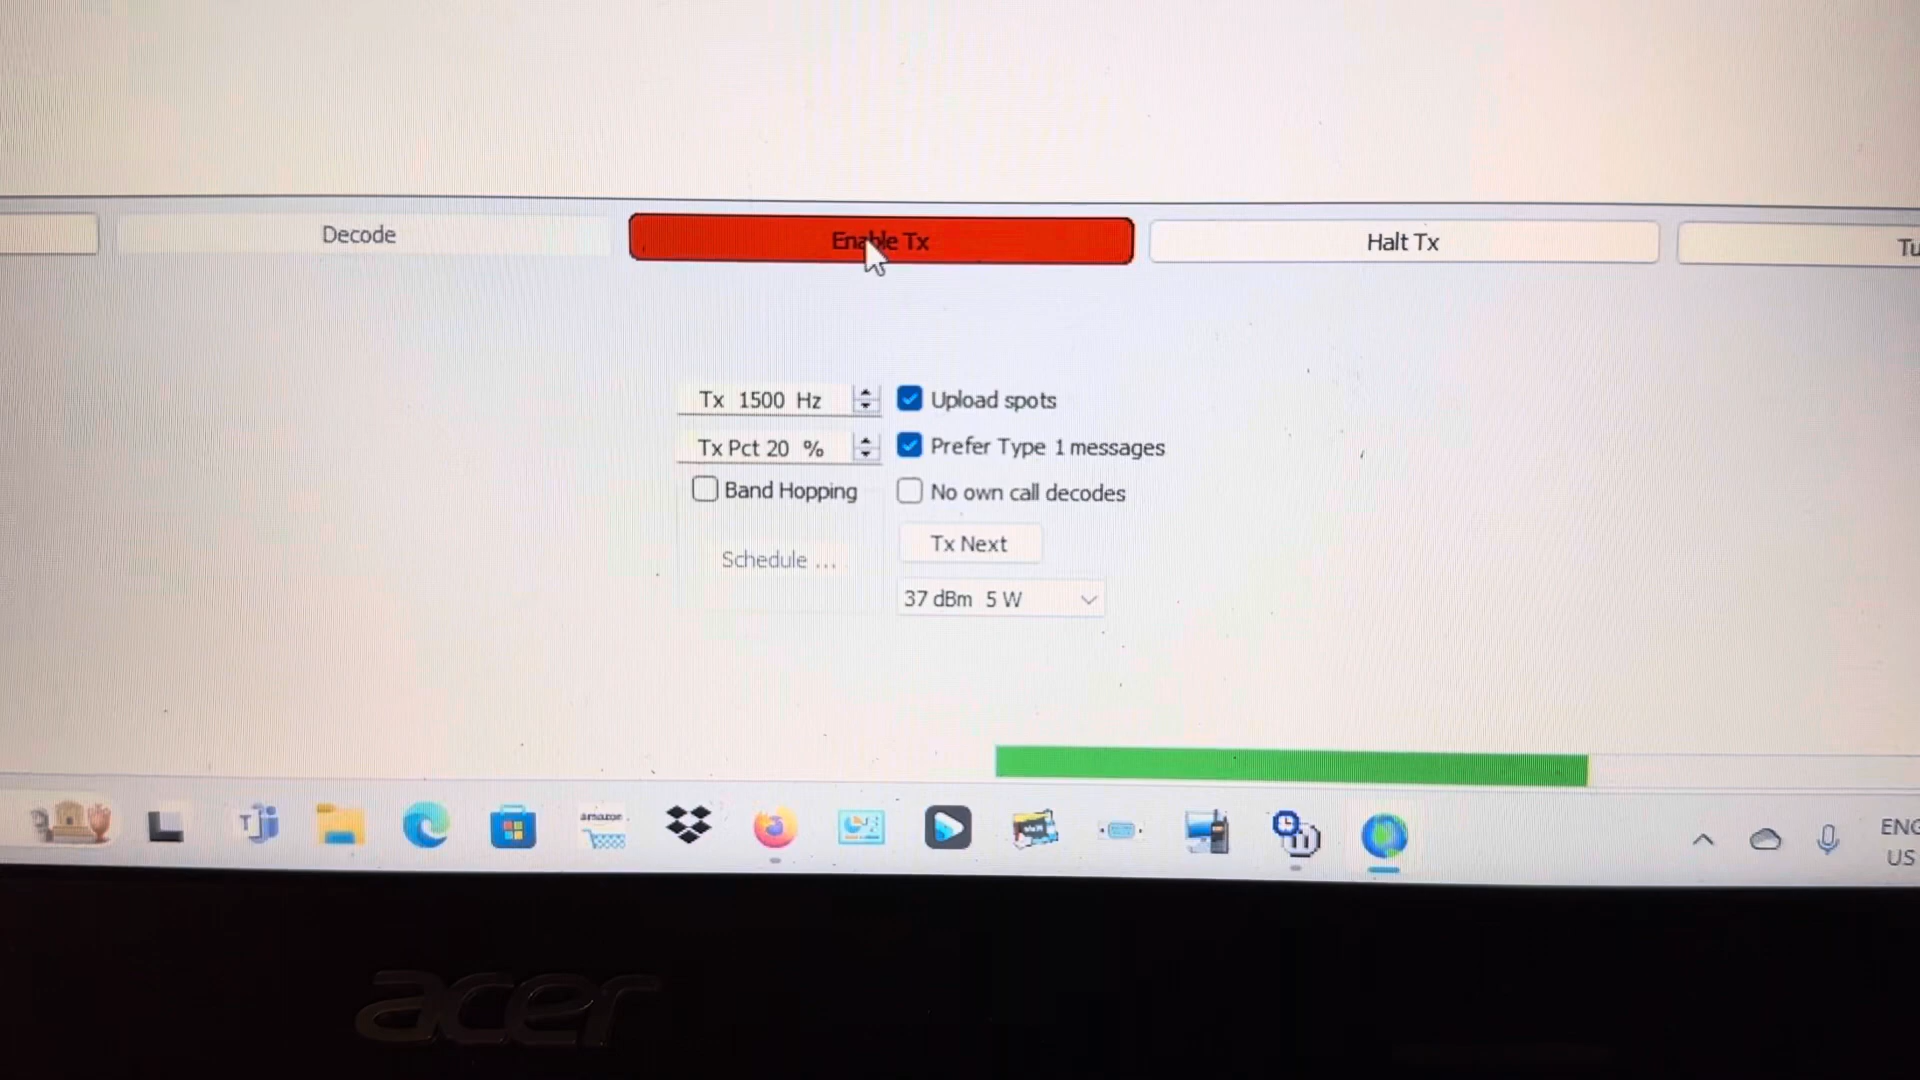 Decode
Enable Tx
Halt Tx
Tu
Tx 1500 Hz
Upload spots
Tx Pct 20 %
Prefer Type 1 messages
Band Hopping
No own call decodes
Tx Next
Schedule ...
37 dBm 5 W
amazon
ENG
US
acer